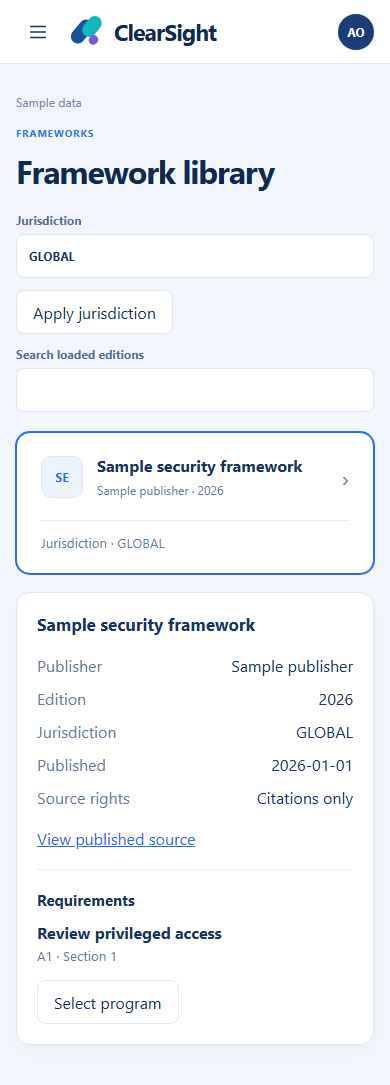 ClearSight
AO
Sample data
FRAMEWORKS
Framework library
Jurisdiction
GLOBAL
Apply jurisdiction
Search loaded editions
SE
Sample security framework
Sample publisher · 2026
Jurisdiction · GLOBAL
Sample security framework
Publisher Sample publisher
Edition 2026
Jurisdiction GLOBAL
Published 2026-01-01
Source rights Citations only
View published source
Requirements
Review privileged access
A1 · Section 1
Select program